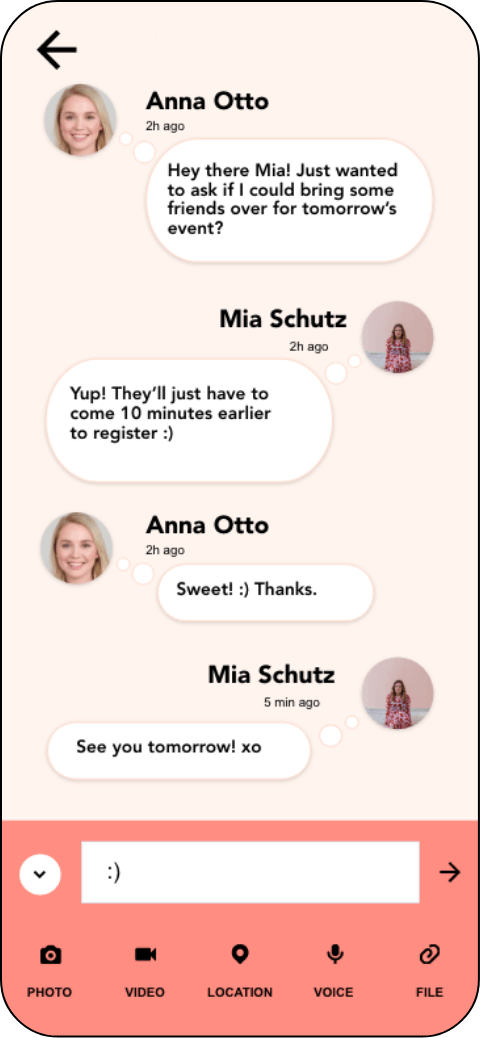 Anna Otto
2h ago
Hey there Mia! Just wanted
to ask if I could bring some
friends over for tomorrow’s
event?
Mia Schutz
2h ago
Yup! They’ll just have to
come 10 minutes earlier
to register :)
Anna Otto
2h ago
Sweet! :) Thanks.
Mia Schutz
5 min ago
See you tomorrow! xo
:)
PHOTO VIDEO LOCATION VOICE FILE